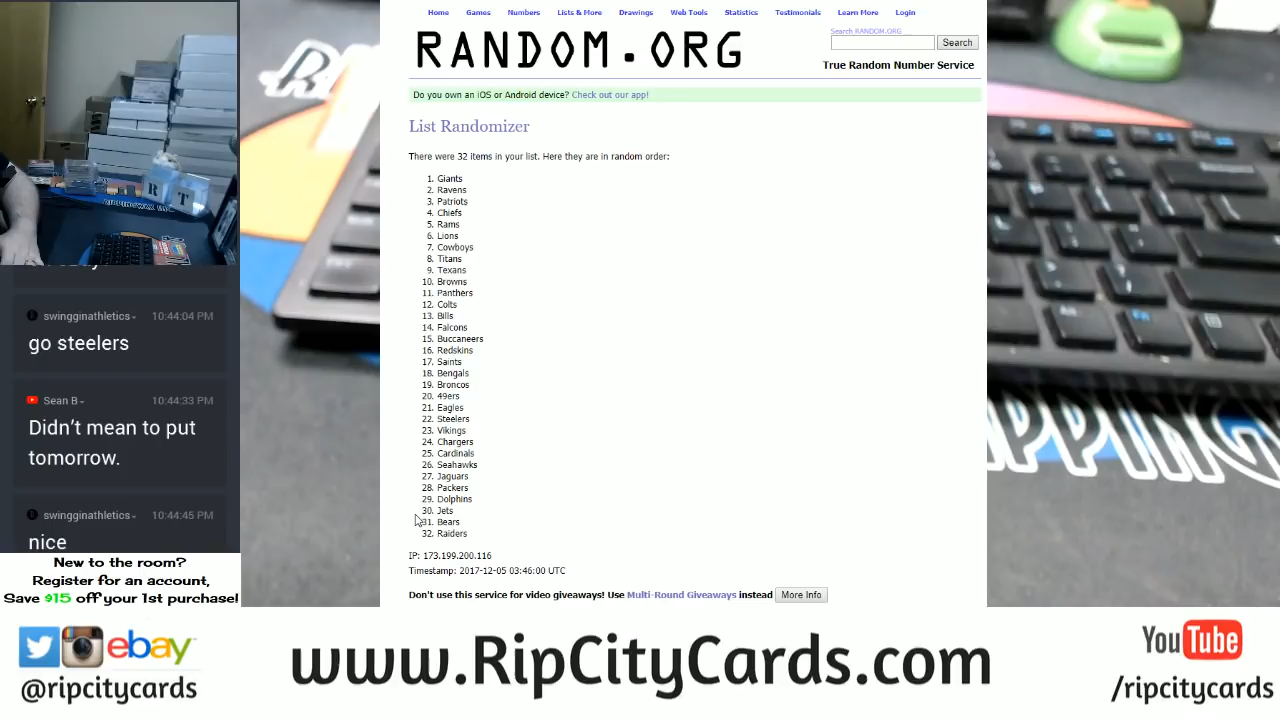 Home Games Numbers Lists & More Drawings Web Tools Statistics Testimonials Learn More Login
RANDOM.ORG
Search RANDOM.ORG
Search
True Random Number Service
Do you own an iOS or Android device? Check out our app!
List Randomizer
There were 32 items in your list. Here they are in random order:
1. Giants
2. Ravens
3. Patriots
4. Chiefs
5. Rams
6. Lions
7. Cowboys
8. Titans
9. Texans
10. Browns
11. Panthers
12. Colts
13. Bills
14. Falcons
15. Buccaneers
16. Redskins
17. Saints
18. Bengals
19. Broncos
20. 49ers
21. Eagles
22. Steelers
23. Vikings
24. Chargers
25. Cardinals
26. Seahawks
27. Jaguars
28. Packers
29. Dolphins
30. Jets
31. Bears
32. Raiders
IP: 173.199.200.116
Timestamp: 2017-12-05 03:46:00 UTC
Don't use this service for video giveaways! Use Multi-Round Giveaways instead More Info
R T
swingginathletics 10:44:04 PM
go steelers
Sean B 10:44:33 PM
Didn't mean to put
tomorrow.
swingginathletics 10:44:45 PM
nice
New to the room?
Register for an account,
Save $15 off your 1st purchase!
ebay
@ripcitycards
www.RipCityCards.com
YouTube
/ripcitycards